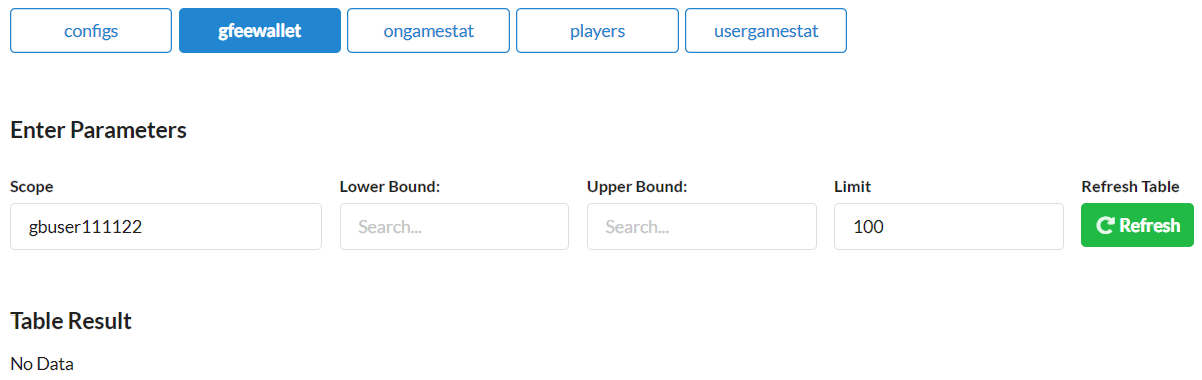 configs gfeewallet ongamestat players usergamestat
Enter Parameters
Scope Lower Bound: Upper Bound: Limit Refresh Table
gbuser111122 Search... Search... 100 Refresh
Table Result
No Data